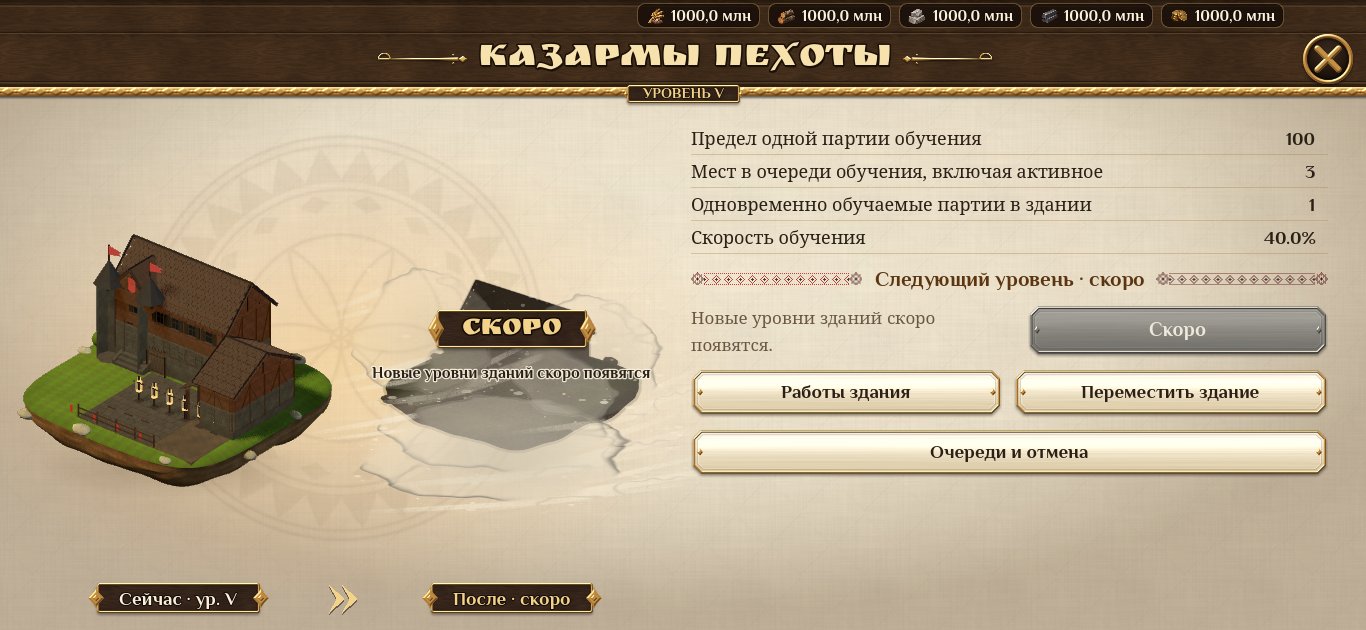 1000,0 млн 1000,0 млн 1000,0 млн 1000,0 млн 1000,0 млн
КАЗАРМЫ ПЕХОТЫ
УРОВЕНЬ V
Предел одной партии обучения 100
Мест в очереди обучения, включая активное 3
Одновременно обучаемые партии в здании 1
Скорость обучения 40.0%
Следующий уровень · скоро
Новые уровни зданий скоро
появятся.
Скоро
СКОРО
Новые уровни зданий скоро появятся
Работы здания Переместить здание
Очереди и отмена
Сейчас · ур. V После · скоро